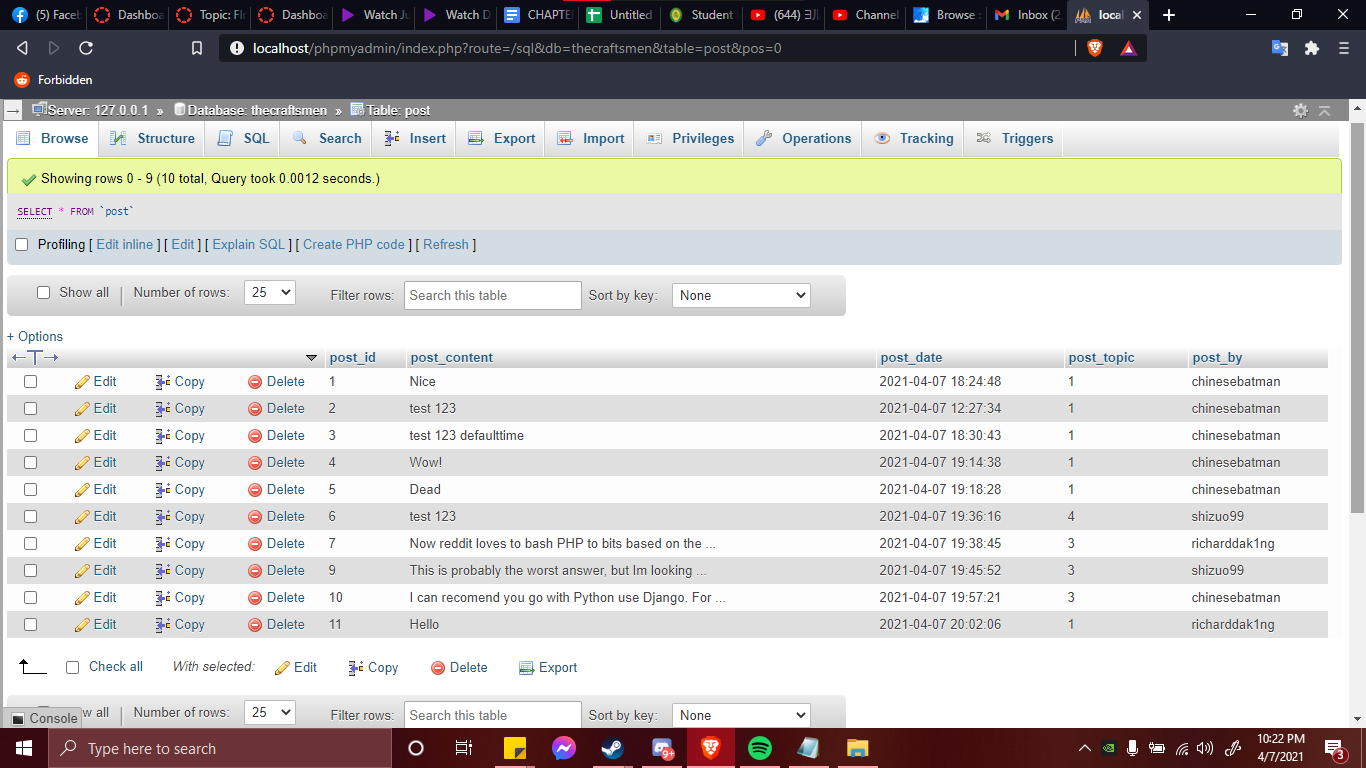 (5) Faceb Dashboa Topic: FIr Dashboa Watch Ju Watch D CHAPTE Untitled Student Channel Browse : Inbox (2, local
localhost/phpmyadmin/index.php?route=/sql&db=thecraftsmen&table=post&pos=0
Forbidden
Server: 127.0.0.1 » Database: thecraftsmen » Table: post
Browse Structure SQL Search Insert Export Import Privileges Operations Tracking Triggers
Showing rows 0 - 9 (10 total, Query took 0.0012 seconds.)
SELECT * FROM `post`
Profiling [ Edit inline ] [ Edit ] [ Explain SQL ] [ Create PHP code ] [ Refresh ]
Show all | Number of rows: 25 Filter rows: Search this table Sort by key: None
+ Options
post_id post_content post_date post_topic post_by
Edit Copy Delete 1 Nice 2021-04-07 18:24:48 1 chinesebatman
Edit Copy Delete 2 test 123 2021-04-07 12:27:34 1 chinesebatman
Edit Copy Delete 3 test 123 defaulttime 2021-04-07 18:30:43 1 chinesebatman
Edit Copy Delete 4 Wow! 2021-04-07 19:14:38 1 chinesebatman
Edit Copy Delete 5 Dead 2021-04-07 19:18:28 1 chinesebatman
Edit Copy Delete 6 test 123 2021-04-07 19:36:16 4 shizuo99
Edit Copy Delete 7 Now reddit loves to bash PHP to bits based on the ... 2021-04-07 19:38:45 3 richarddak1ng
Edit Copy Delete 9 This is probably the worst answer, but Im looking ... 2021-04-07 19:45:52 3 shizuo99
Edit Copy Delete 10 I can recomend you go with Python use Django. For ... 2021-04-07 19:57:21 3 chinesebatman
Edit Copy Delete 11 Hello 2021-04-07 20:02:06 1 richarddak1ng
Check all With selected: Edit Copy Delete Export
Console w all | Number of rows: 25 Filter rows: Search this table Sort by key: None
Type here to search 9+ 10:22 PM
4/7/2021 3